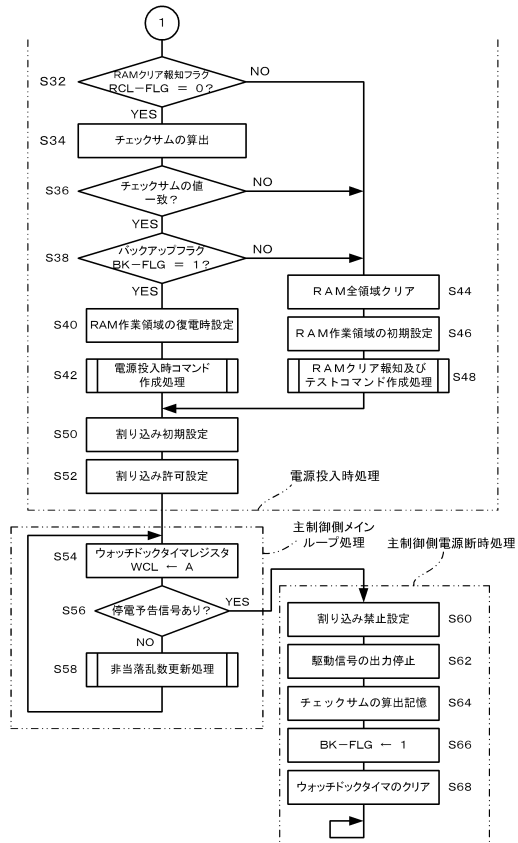 1
S32
RAMクリア報知フラグ
RCL−FLG = 0?
NO
YES
S34
チェックサムの算出
S36
チェックサムの値
一致?
NO
YES
S38
バックアップフラグ
BK−FLG = 1?
NO
YES
RAM全領域クリア
S44
S40
RAM作業領域の復電時設定
RAM作業領域の初期設定
S46
S42
電源投入時コマンド
作成処理
RAMクリア報知及び
テストコマンド作成処理
S48
S50
割り込み初期設定
S52
割り込み許可設定
電源投入時処理
主制御側メイン
ループ処理
主制御側電源断時処理
S54
ウォッチドックタイマレジスタ
WCL ← A
S56
停電予告信号あり?
YES
NO
S58
非当落乱数更新処理
割り込み禁止設定
S60
駆動信号の出力停止
S62
チェックサムの算出記憶
S64
BK−FLG ← 1
S66
ウォッチドックタイマのクリア
S68